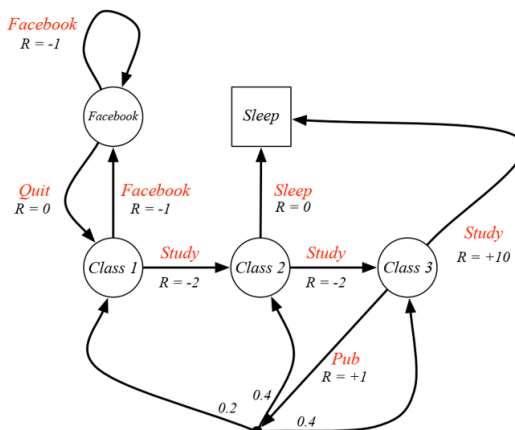 Facebook
R = -1
Facebook
Sleep
Quit
R = 0
Facebook
R = -1
Sleep
R = 0
Study
R = +10
Class 1
Study
R = -2
Class 2
Study
R = -2
Class 3
Pub
R = +1
0.2
0.4
0.4